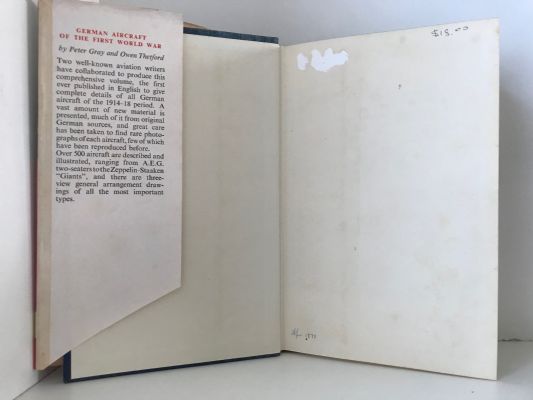 GERMAN AIRCRAFT
OF THE FIRST WORLD WAR
by Peter Gray and Owen Thetford
Two well-known aviation writers
have collaborated to produce this
comprehensive volume, the first
ever published in English to give
complete details of all German
aircraft of the 1914-18 period. A
vast amount of new material is
presented, much of it from original
German sources, and great care
has been taken to find rare photo-
graphs of each aircraft, few of which
have been reproduced before.
Over 500 aircraft are described and
illustrated, ranging from A.E.G.
two-seaters to the Zeppelin-Staaken
"Giants", and there are three-
view general arrangement draw-
ings of all the most important
types.
$18.00